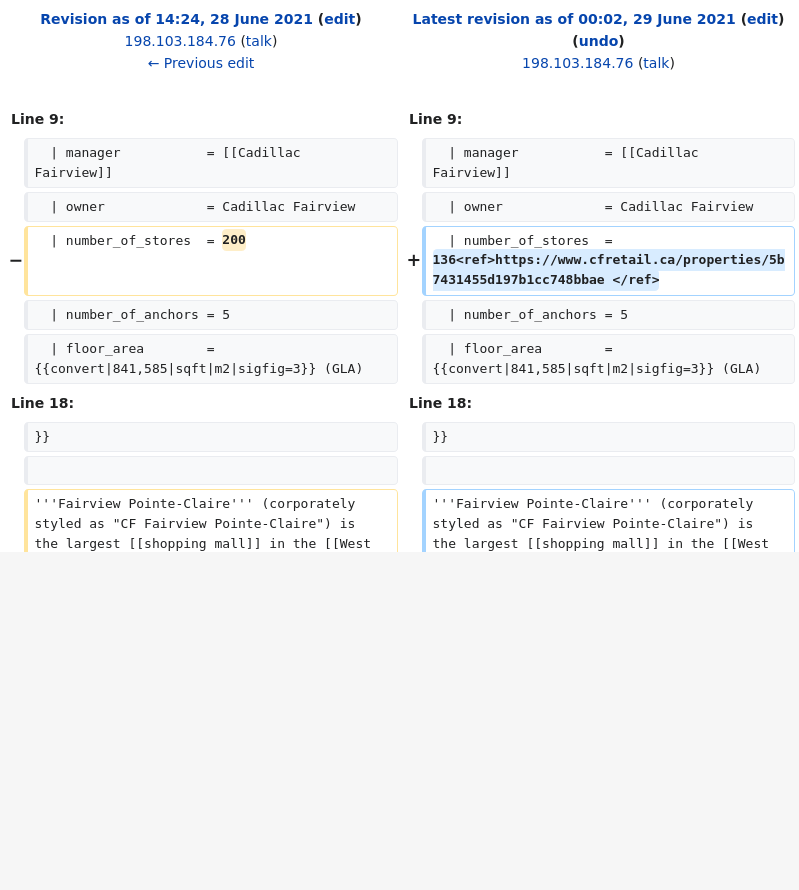 Revision as of 14:24, 28 June 2021 (edit)
198.103.184.76 (talk)
← Previous edit
Latest revision as of 00:02, 29 June 2021 (edit)
(undo)
198.103.184.76 (talk)
Line 9:
Line 9:
| manager           = [[Cadillac
Fairview]]
| manager           = [[Cadillac
Fairview]]
| owner             = Cadillac Fairview
| owner             = Cadillac Fairview
−
| number_of_stores  = 200
+
| number_of_stores  =
136<ref>https://www.cfretail.ca/properties/5b
7431455d197b1cc748bbae </ref>
| number_of_anchors = 5
| number_of_anchors = 5
| floor_area        =
{{convert|841,585|sqft|m2|sigfig=3}} (GLA)
| floor_area        =
{{convert|841,585|sqft|m2|sigfig=3}} (GLA)
Line 18:
Line 18:
}}
}}
'''Fairview Pointe-Claire''' (corporately
styled as "CF Fairview Pointe-Claire") is
the largest [[shopping mall]] in the [[West
'''Fairview Pointe-Claire''' (corporately
styled as "CF Fairview Pointe-Claire") is
the largest [[shopping mall]] in the [[West